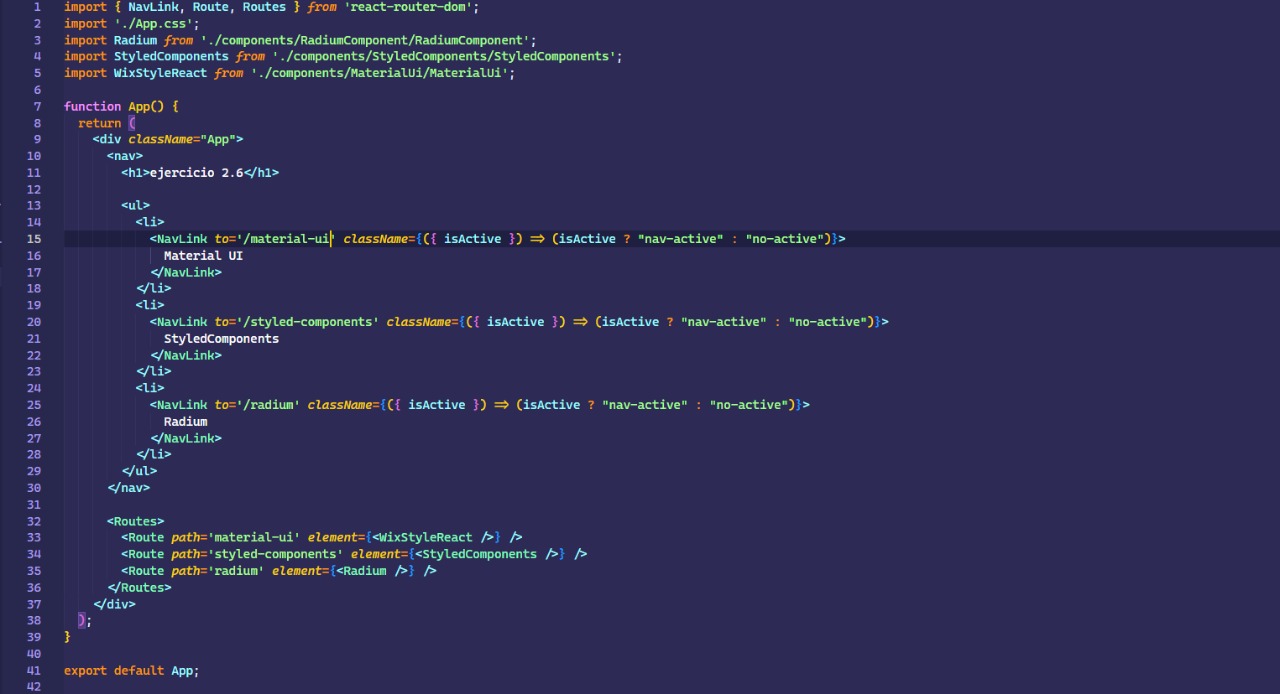 1 import { NavLink, Route, Routes } from 'react-router-dom';
2 import './App.css';
3 import Radium from './components/RadiumComponent/RadiumComponent';
4 import StyledComponents from './components/StyledComponents/StyledComponents';
5 import WixStyleReact from './components/MaterialUi/MaterialUi';
6
7 function App() {
8   return (
9     <div className="App">
10       <nav>
11         <h1>ejercicio 2.6</h1>
12
13         <ul>
14           <li>
15             <NavLink to='/material-ui' className={({ isActive }) => (isActive ? "nav-active" : "no-active")}>
16               Material UI
17             </NavLink>
18           </li>
19           <li>
20             <NavLink to='/styled-components' className={({ isActive }) => (isActive ? "nav-active" : "no-active")}>
21               StyledComponents
22             </NavLink>
23           </li>
24           <li>
25             <NavLink to='/radium' className={({ isActive }) => (isActive ? "nav-active" : "no-active")}>
26               Radium
27             </NavLink>
28           </li>
29         </ul>
30       </nav>
31
32       <Routes>
33         <Route path='material-ui' element={<WixStyleReact />} />
34         <Route path='styled-components' element={<StyledComponents />} />
35         <Route path='radium' element={<Radium />} />
36       </Routes>
37     </div>
38   );
39 }
40
41 export default App;
42